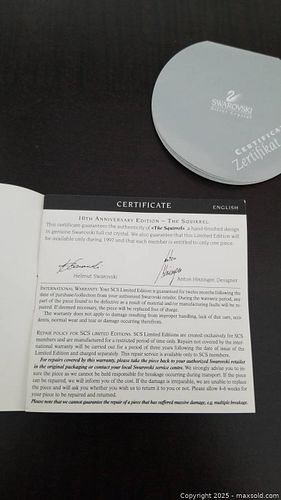 SWAROVSKI
Silver Crystal
CERTIFICATE
Zertifikat
CERTIFICATE
ENGLISH
10TH ANNIVERSARY EDITION – THE SQUIRREL
This certificate guarantees the authenticity of «The Squirrel» a hand-finished design
in genuine Swarovski full cut crystal. We also guarantee that this Limited Edition will
be available only during 1997 and that each member is entitled to only one piece.
Helmut Swarovski
Anton Hirzinger, Designer
INTERNATIONAL WARRANTY. Your SCS Limited Edition is guaranteed for twelve months following the
date of purchase/collection from your authorised Swarovski retailer. During the warranty period, any
part of the piece found to be defective as a result of material and/or manufacturing faults will be re-
paired. If deemed necessary, the piece will be replaced free of charge.
The warranty does not apply to damage resulting from improper handling, lack of due care, acci-
dents, normal wear and tear or damage occurring therefrom.
REPAIR POLICY FOR SCS LIMITED EDITIONS. SCS Limited Editions are created exclusively for SCS
members and are manufactured for a restricted period of time only. Repairs not covered by the inter-
national warranty will be carried out for a period of three years following the date of issue of the
Limited Edition and charged separately. This repair service is available only to SCS members.
For repairs covered by this warranty, please take the piece back to your authorised Swarovski retailer
in the original packaging or contact your local Swarovski service centre. We strongly advise you to in-
sure the piece as we cannot be held responsible for breakage occurring during transport. If the piece
can be repaired, we will inform you of the cost. If the damage is irreparable, we are unable to replace
the piece and will ask you whether you wish us to return it to you or not. Please allow 4-6 weeks for
your piece to be repaired and returned.
Please note that we cannot guarantee the repair of a piece that has suffered massive damage, e.g. multiple breakage.
Copyright 2025 - maxsold.com